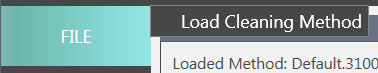 FILE
Load Cleaning Method
Loaded Method: Default.3100